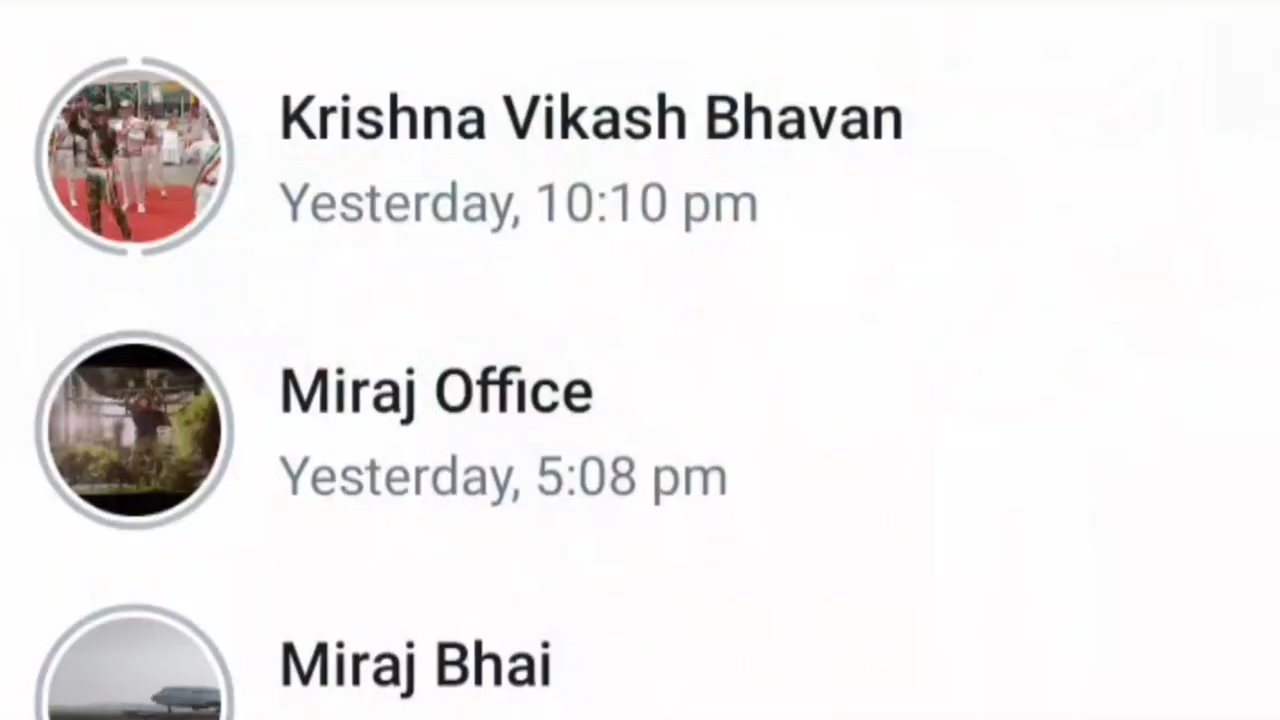 Krishna Vikash Bhavan
Yesterday, 10:10 pm
Miraj Office
Yesterday, 5:08 pm
Miraj Bhai